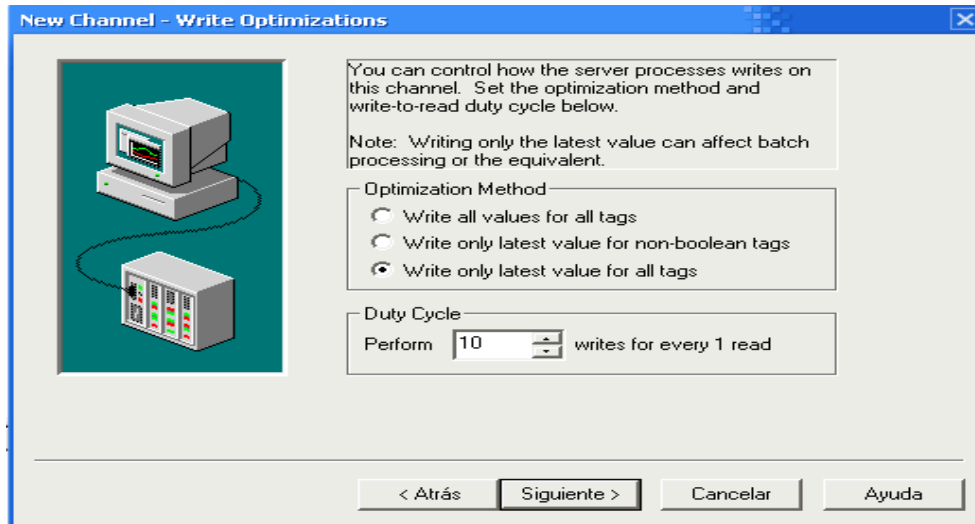 New Channel - Write Optimizations
You can control how the server processes writes on
this channel. Set the optimization method and
write-to-read duty cycle below.
Note: Writing only the latest value can affect batch
processing or the equivalent.
Optimization Method
Write all values for all tags
Write only latest value for non-boolean tags
Write only latest value for all tags
Duty Cycle
Perform 10 writes for every 1 read
< Atrás Siguiente > Cancelar Ayuda